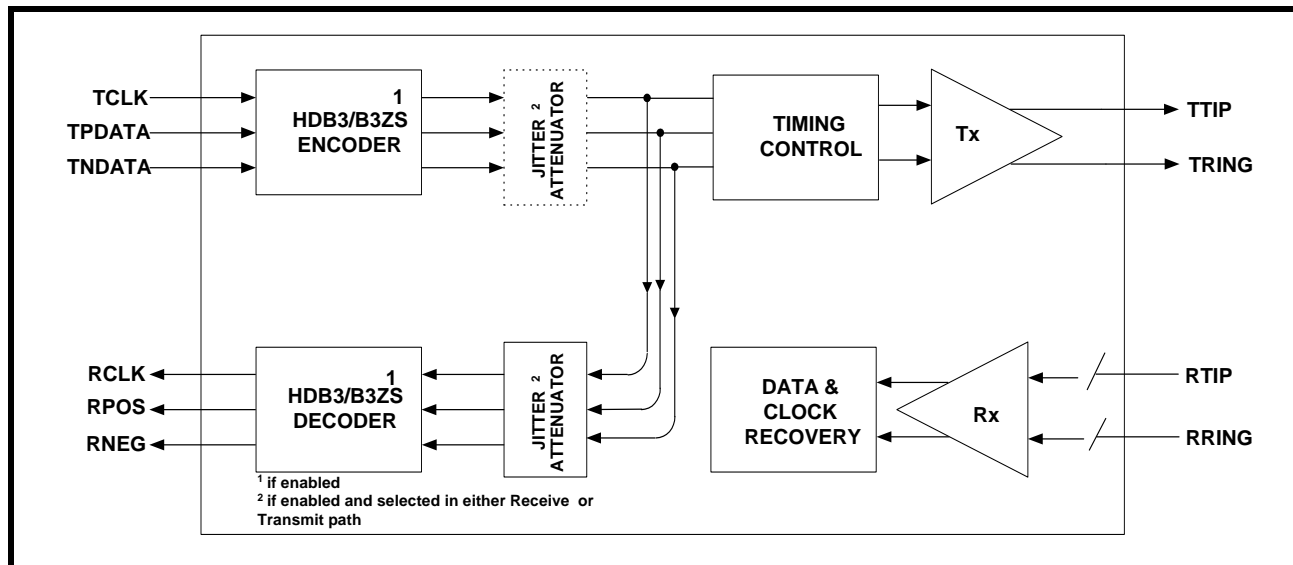 TCLK
TPDATA
TNDATA
1
HDB3/B3ZS
ENCODER
JITTER 2
ATTENUATOR
TIMING
CONTROL
Tx
TTIP
TRING
RCLK
RPOS
RNEG
1
HDB3/B3ZS
DECODER
JITTER 2
ATTENUATOR
DATA &
CLOCK
RECOVERY
Rx
RTIP
RRING
1 if enabled
2 if enabled and selected in either Receive or
Transmit path